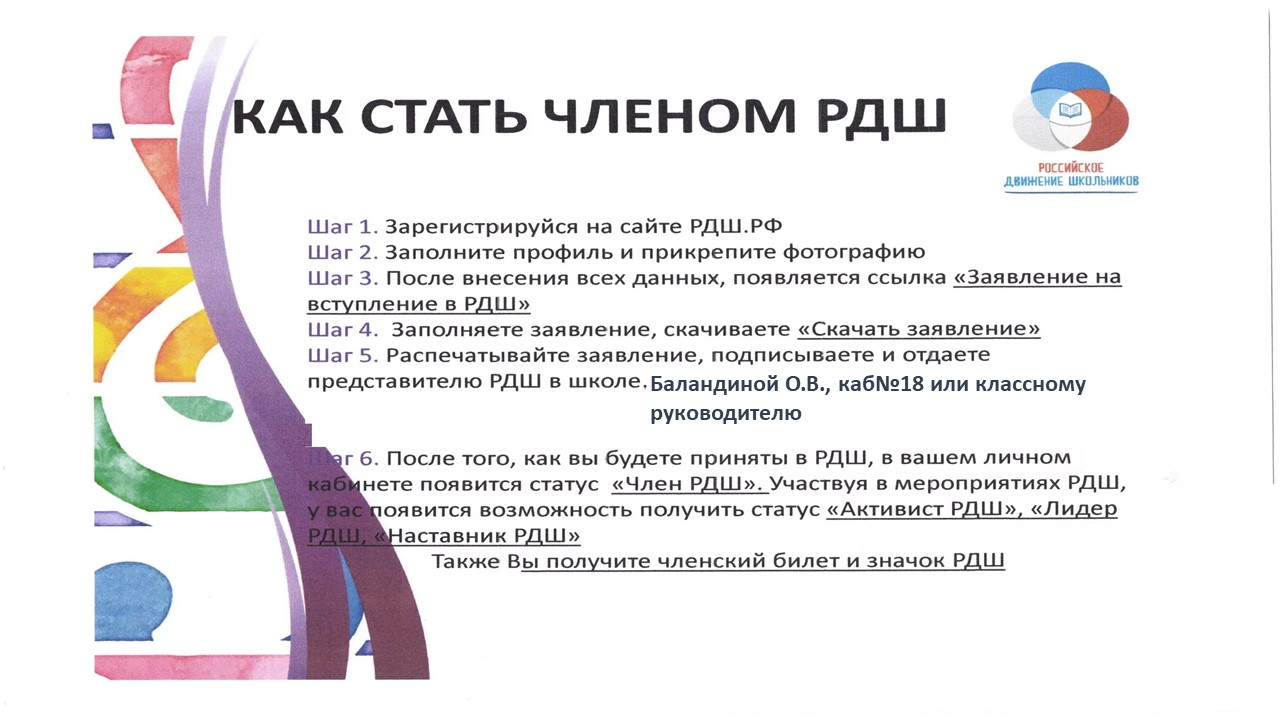 КАК СТАТЬ ЧЛЕНОМ РДШ
РОССИЙСКОЕ
ДВИЖЕНИЕ ШКОЛЬНИКОВ
Шаг 1. Зарегистрируйся на сайте РДШ.РФ
Шаг 2. Заполните профиль и прикрепите фотографию
Шаг 3. После внесения всех данных, появляется ссылка «Заявление на
вступление в РДШ»
Шаг 4. Заполняете заявление, скачиваете «Скачать заявление»
Шаг 5. Распечатывайте заявление, подписываете и отдаете
представителю РДШ в школе. Баландиной О.В., каб№18 или классному
руководителю
Шаг 6. После того, как вы будете приняты в РДШ, в вашем личном
кабинете появится статус «Член РДШ». Участвуя в мероприятиях РДШ,
у вас появится возможность получить статус «Активист РДШ», «Лидер
РДШ, «Наставник РДШ»
Также Вы получите членский билет и значок РДШ